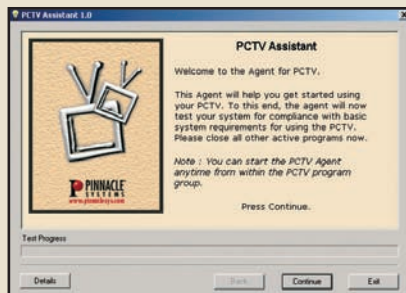 PCTV Assistant 1.0
PCTV Assistant
Welcome to the Agent for PCTV.
This Agent will help you get started using
your PCTV. To this end, the agent will now
test your system for compliance with basic
system requirements for using the PCTV.
Please close all other active programs now.
Note : You can start the PCTV Agent
anytime from within the PCTV program
group.
Press Continue.
PINNACLE
SYSTEMS
www.pinnaclesys.com
Test Progress
Details
Back
Continue
Exit